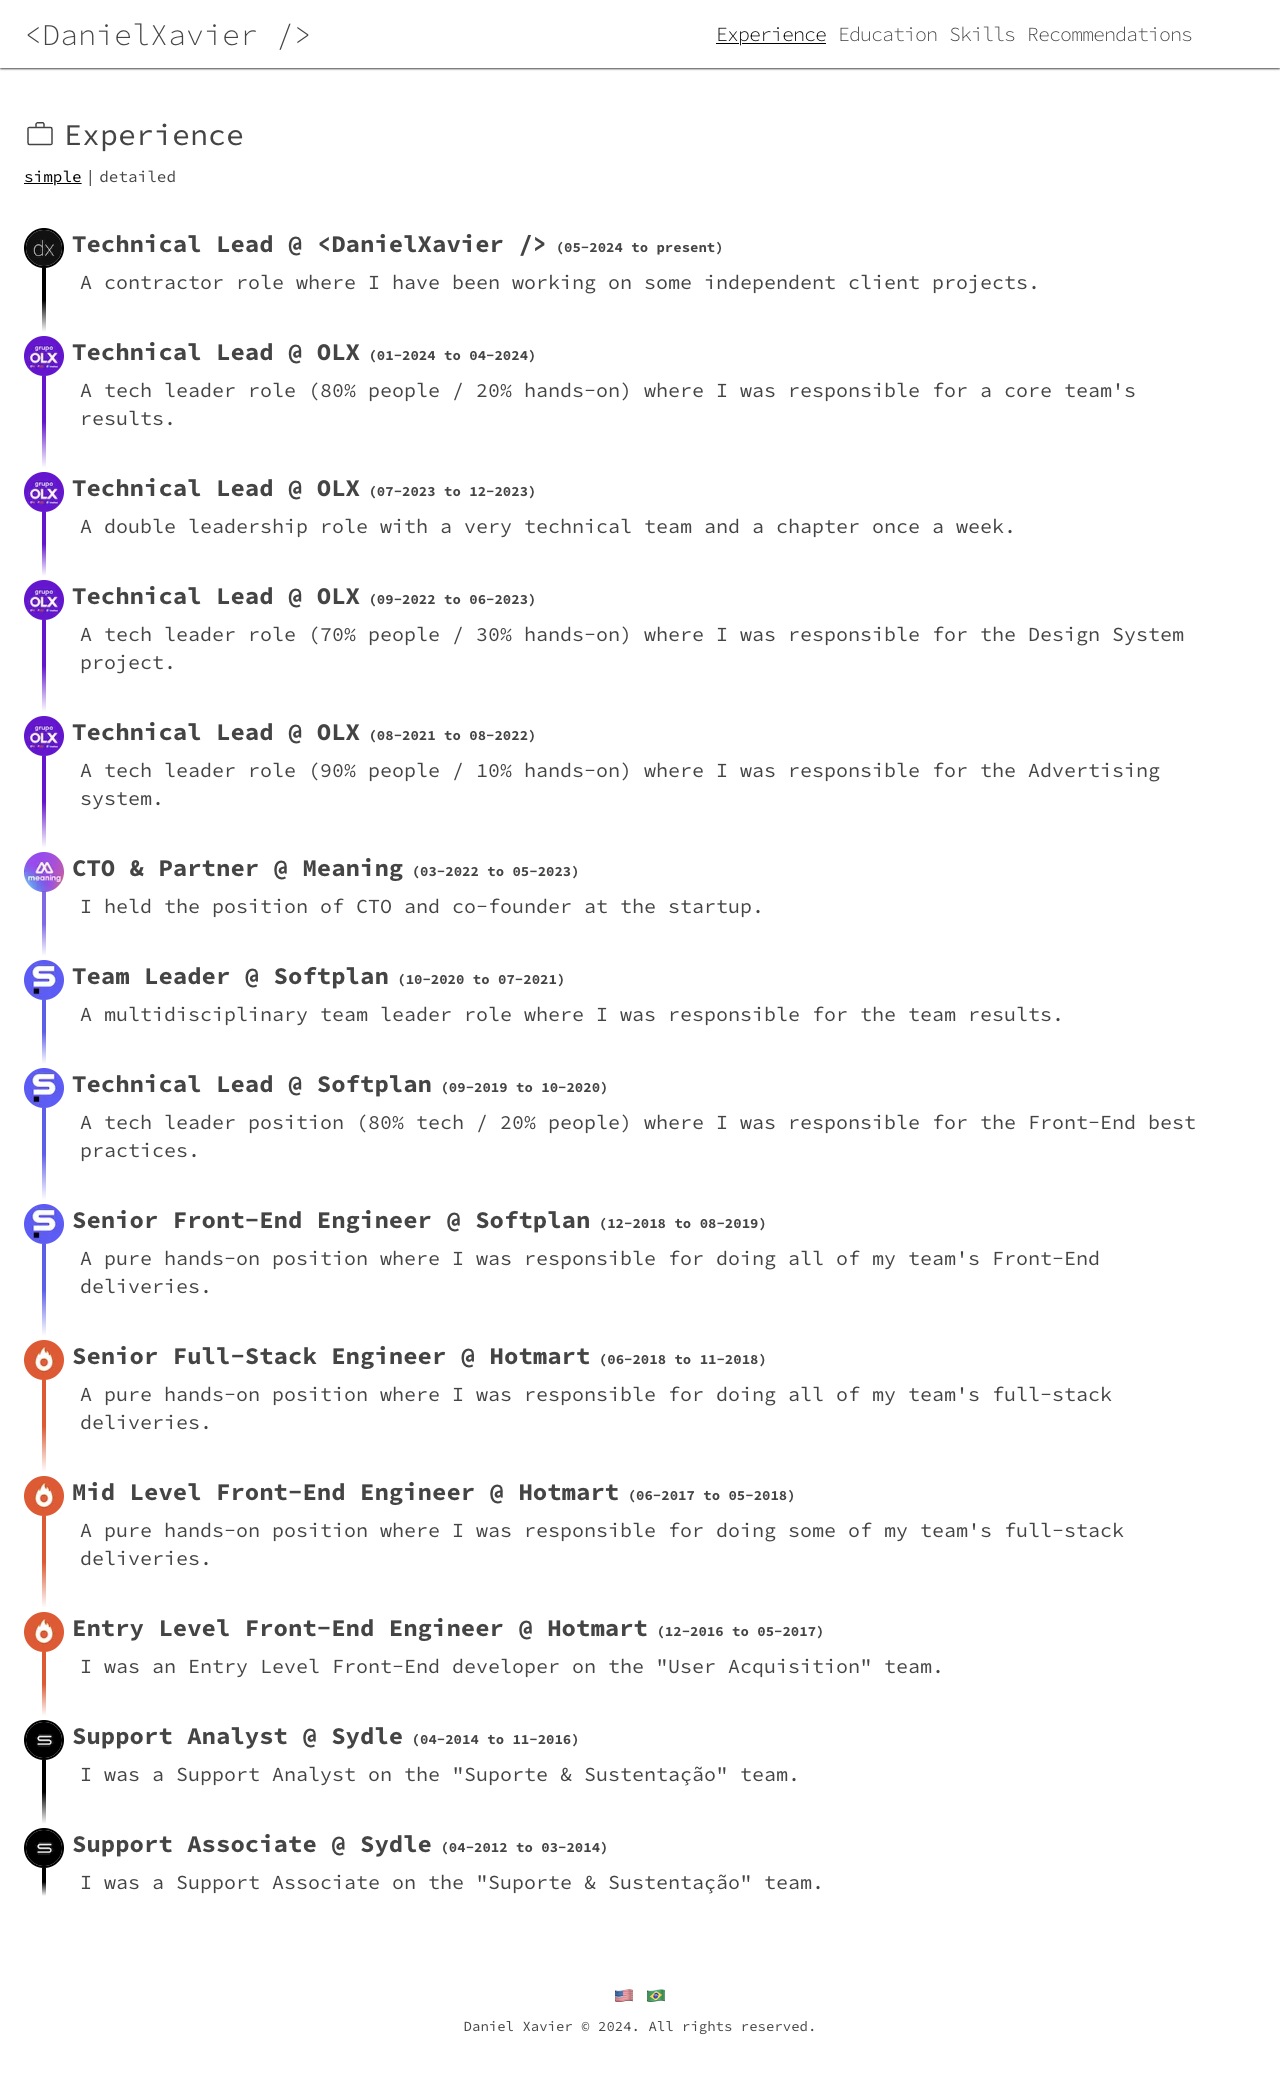 <DanielXavier />
Experience Education Skills Recommendations
Experience
simple | detailed
dx
Technical Lead @ <DanielXavier /> (05-2024 to present)
A contractor role where I have been working on some independent client projects.
grupo
OLX
Technical Lead @ OLX (01-2024 to 04-2024)
A tech leader role (80% people / 20% hands-on) where I was responsible for a core team's
results.
grupo
OLX
Technical Lead @ OLX (07-2023 to 12-2023)
A double leadership role with a very technical team and a chapter once a week.
grupo
OLX
Technical Lead @ OLX (09-2022 to 06-2023)
A tech leader role (70% people / 30% hands-on) where I was responsible for the Design System
project.
grupo
OLX
Technical Lead @ OLX (08-2021 to 08-2022)
A tech leader role (90% people / 10% hands-on) where I was responsible for the Advertising
system.
meaning
CTO & Partner @ Meaning (03-2022 to 05-2023)
I held the position of CTO and co-founder at the startup.
Team Leader @ Softplan (10-2020 to 07-2021)
A multidisciplinary team leader role where I was responsible for the team results.
Technical Lead @ Softplan (09-2019 to 10-2020)
A tech leader position (80% tech / 20% people) where I was responsible for the Front-End best
practices.
Senior Front-End Engineer @ Softplan (12-2018 to 08-2019)
A pure hands-on position where I was responsible for doing all of my team's Front-End
deliveries.
Senior Full-Stack Engineer @ Hotmart (06-2018 to 11-2018)
A pure hands-on position where I was responsible for doing all of my team's full-stack
deliveries.
Mid Level Front-End Engineer @ Hotmart (06-2017 to 05-2018)
A pure hands-on position where I was responsible for doing some of my team's full-stack
deliveries.
Entry Level Front-End Engineer @ Hotmart (12-2016 to 05-2017)
I was an Entry Level Front-End developer on the "User Acquisition" team.
Support Analyst @ Sydle (04-2014 to 11-2016)
I was a Support Analyst on the "Suporte & Sustentação" team.
Support Associate @ Sydle (04-2012 to 03-2014)
I was a Support Associate on the "Suporte & Sustentação" team.
Daniel Xavier © 2024. All rights reserved.